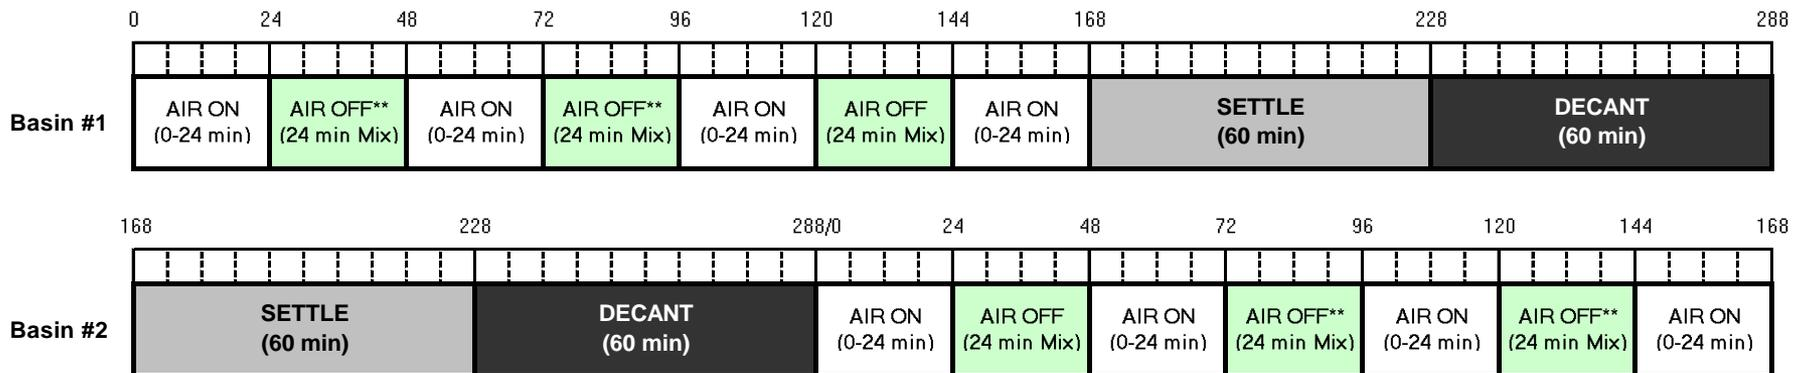 0 24 48 72 96 120 144 168 228 288
Basin #1
AIR ON
(0-24 min)
AIR OFF**
(24 min Mix)
AIR ON
(0-24 min)
AIR OFF**
(24 min Mix)
AIR ON
(0-24 min)
AIR OFF
(24 min Mix)
AIR ON
(0-24 min)
SETTLE
(60 min)
DECANT
(60 min)
168 228 288/0 24 48 72 96 120 144 168
Basin #2
SETTLE
(60 min)
DECANT
(60 min)
AIR ON
(0-24 min)
AIR OFF
(24 min Mix)
AIR ON
(0-24 min)
AIR OFF**
(24 min Mix)
AIR ON
(0-24 min)
AIR OFF**
(24 min Mix)
AIR ON
(0-24 min)